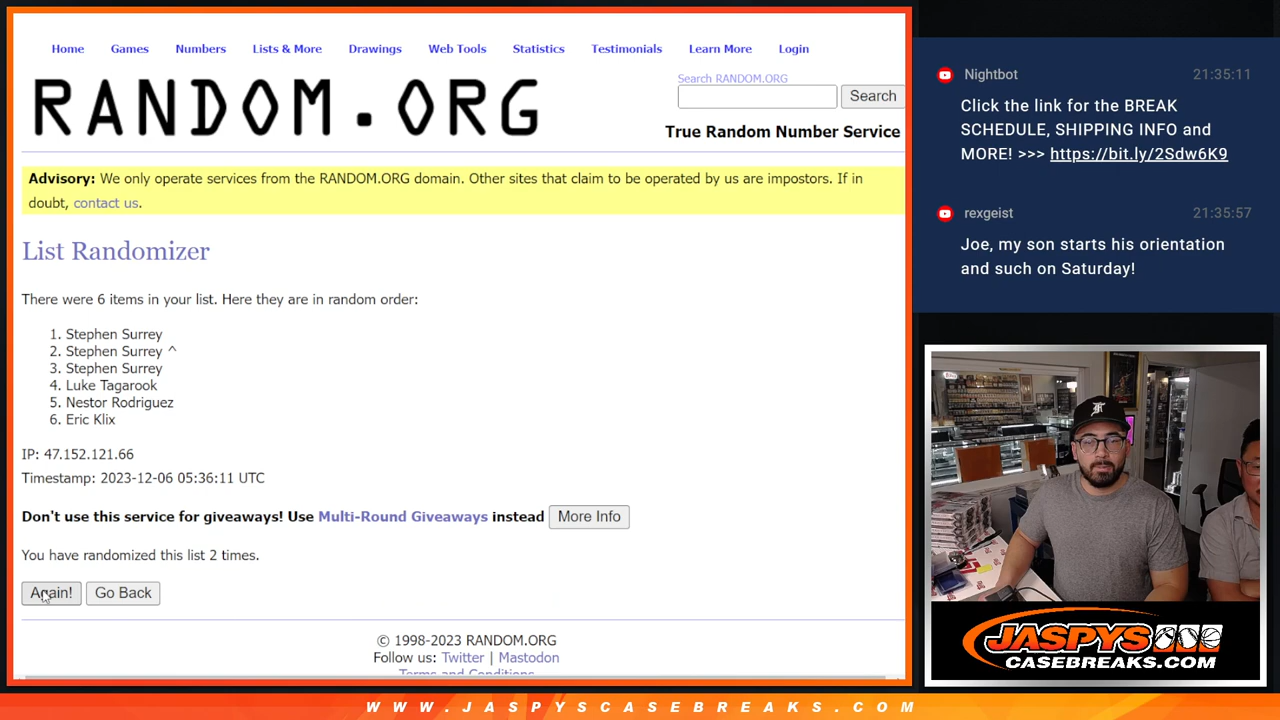 Home Games Numbers Lists & More Drawings Web Tools Statistics Testimonials Learn More Login
Search RANDOM.ORG
RANDOM.ORG
Search
True Random Number Service
Advisory: We only operate services from the RANDOM.ORG domain. Other sites that claim to be operated by us are impostors. If in
doubt, contact us.
List Randomizer
There were 6 items in your list. Here they are in random order:
1. Stephen Surrey
2. Stephen Surrey ^
3. Stephen Surrey
4. Luke Tagarook
5. Nestor Rodriguez
6. Eric Klix
IP: 47.152.121.66
Timestamp: 2023-12-06 05:36:11 UTC
Don't use this service for giveaways! Use Multi-Round Giveaways instead More Info
You have randomized this list 2 times.
Again! Go Back
© 1998-2023 RANDOM.ORG
Follow us: Twitter | Mastodon
Terms and Conditions
Nightbot 21:35:11
Click the link for the BREAK
SCHEDULE, SHIPPING INFO and
MORE! >>> https://bit.ly/2Sdw6K9
rexgeist 21:35:57
Joe, my son starts his orientation
and such on Saturday!
JASPYS
CASEBREAKS.COM
WWW.JASPYSCASEBREAKS.COM